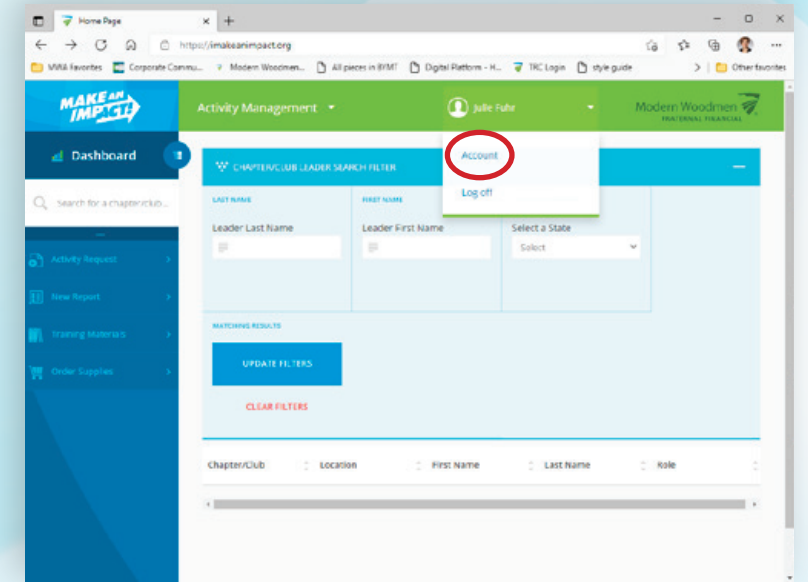 Home Page
https://imakeanimpact.org
MWA Favorites Corporate Commu... Modern Woodmen... All pieces in BYMT Digital Platform - H... TRC Login style guide Other favorites
MAKE AN IMPACT!
Activity Management
Julie Fuhr
Modern Woodmen
FRATERNAL FINANCIAL
Account
Log off
Dashboard
Search for a chapter/club...
Activity Request
New Report
Training Materials
Order Supplies
CHAPTER/CLUB LEADER SEARCH FILTER
LAST NAME FIRST NAME
Leader Last Name Leader First Name Select a State
Select
MATCHING RESULTS
UPDATE FILTERS
CLEAR FILTERS
Chapter/Club Location First Name Last Name Role